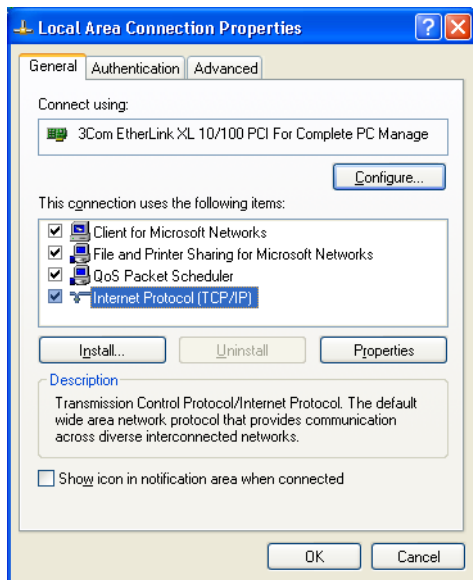 Local Area Connection Properties
General Authentication Advanced
Connect using:
3Com EtherLink XL 10/100 PCI For Complete PC Manage
Configure...
This connection uses the following items:
Client for Microsoft Networks
File and Printer Sharing for Microsoft Networks
QoS Packet Scheduler
Internet Protocol (TCP/IP)
Install... Uninstall Properties
Description
Transmission Control Protocol/Internet Protocol. The default
wide area network protocol that provides communication
across diverse interconnected networks.
Show icon in notification area when connected
OK Cancel